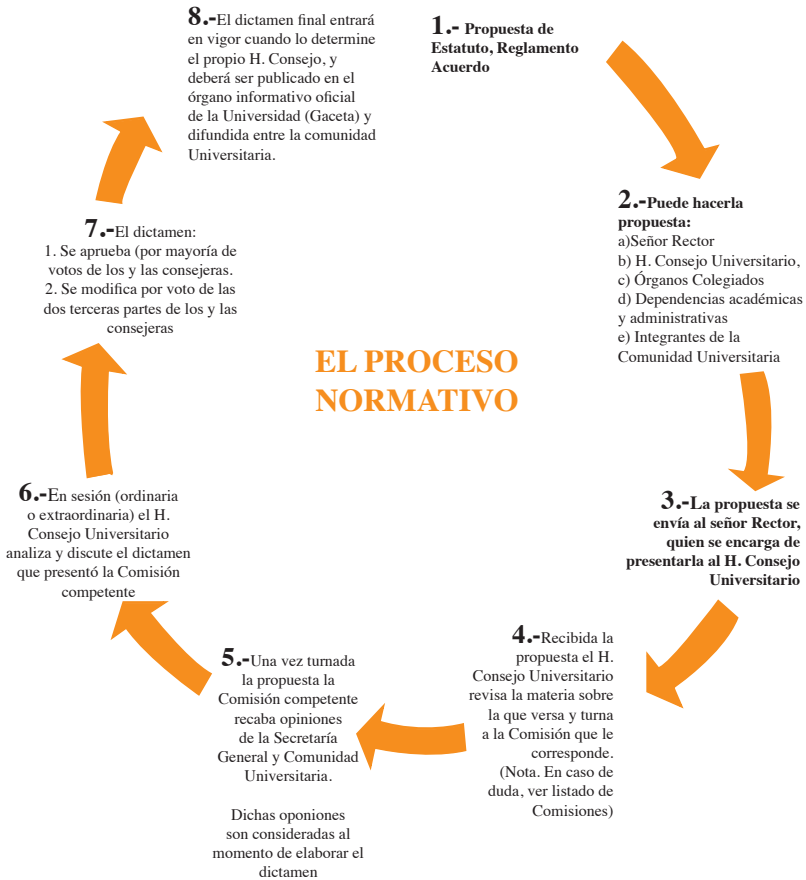 EL PROCESO
NORMATIVO
1.- Propuesta de
Estatuto, Reglamento
Acuerdo
2.-Puede hacerla
propuesta:
a)Señor Rector
b) H. Consejo Universitario,
c) Órganos Colegiados
d) Dependencias académicas
y administrativas
e) Integrantes de la
Comunidad Universitaria
3.-La propuesta se
envía al señor Rector,
quien se encarga de
presentarla al H. Consejo
Universitario
4.-Recibida la
propuesta el H.
Consejo Universitario
revisa la materia sobre
la que versa y turna
a la Comisión que le
corresponde.
(Nota. En caso de
duda, ver listado de
Comisiones)
5.-Una vez turnada
la propuesta la
Comisión competente
recaba opiniones
de la Secretaría
General y Comunidad
Universitaria.
Dichas oponiones
son consideradas al
momento de elaborar el
dictamen
6.-En sesión (ordinaria
o extraordinaria) el H.
Consejo Universitario
analiza y discute el dictamen
que presentó la Comisión
competente
7.-El dictamen:
1. Se aprueba (por mayoría de
votos de los y las consejeras.
2. Se modifica por voto de las
dos terceras partes de los y las
consejeras
8.-El dictamen final entrará
en vigor cuando lo determine
el propio H. Consejo, y
deberá ser publicado en el
órgano informativo oficial
de la Universidad (Gaceta) y
difundida entre la comunidad
Universitaria.